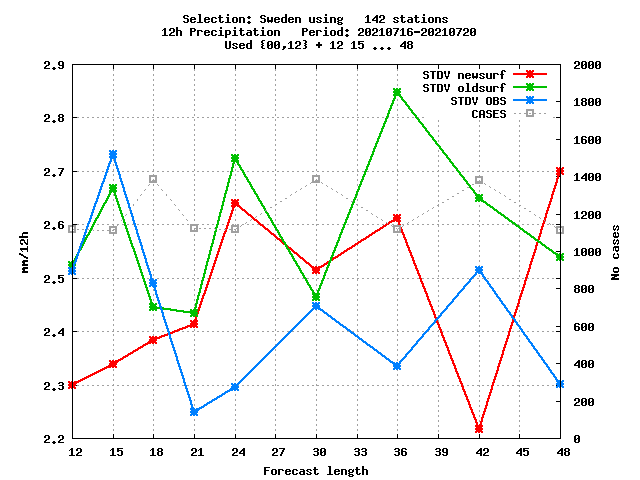 Selection: Sweden using   142 stations
12h Precipitation   Period: 20210716-20210720
Used {00,12} + 12 15 ... 48
STDV newsurf
STDV oldsurf
STDV OBS
CASES
2.9
2.8
2.7
2.6
2.5
2.4
2.3
2.2
mm/12h
2000
1800
1600
1400
1200
1000
800
600
400
200
0
No cases
12 15 18 21 24 27 30 33 36 39 42 45 48
Forecast length